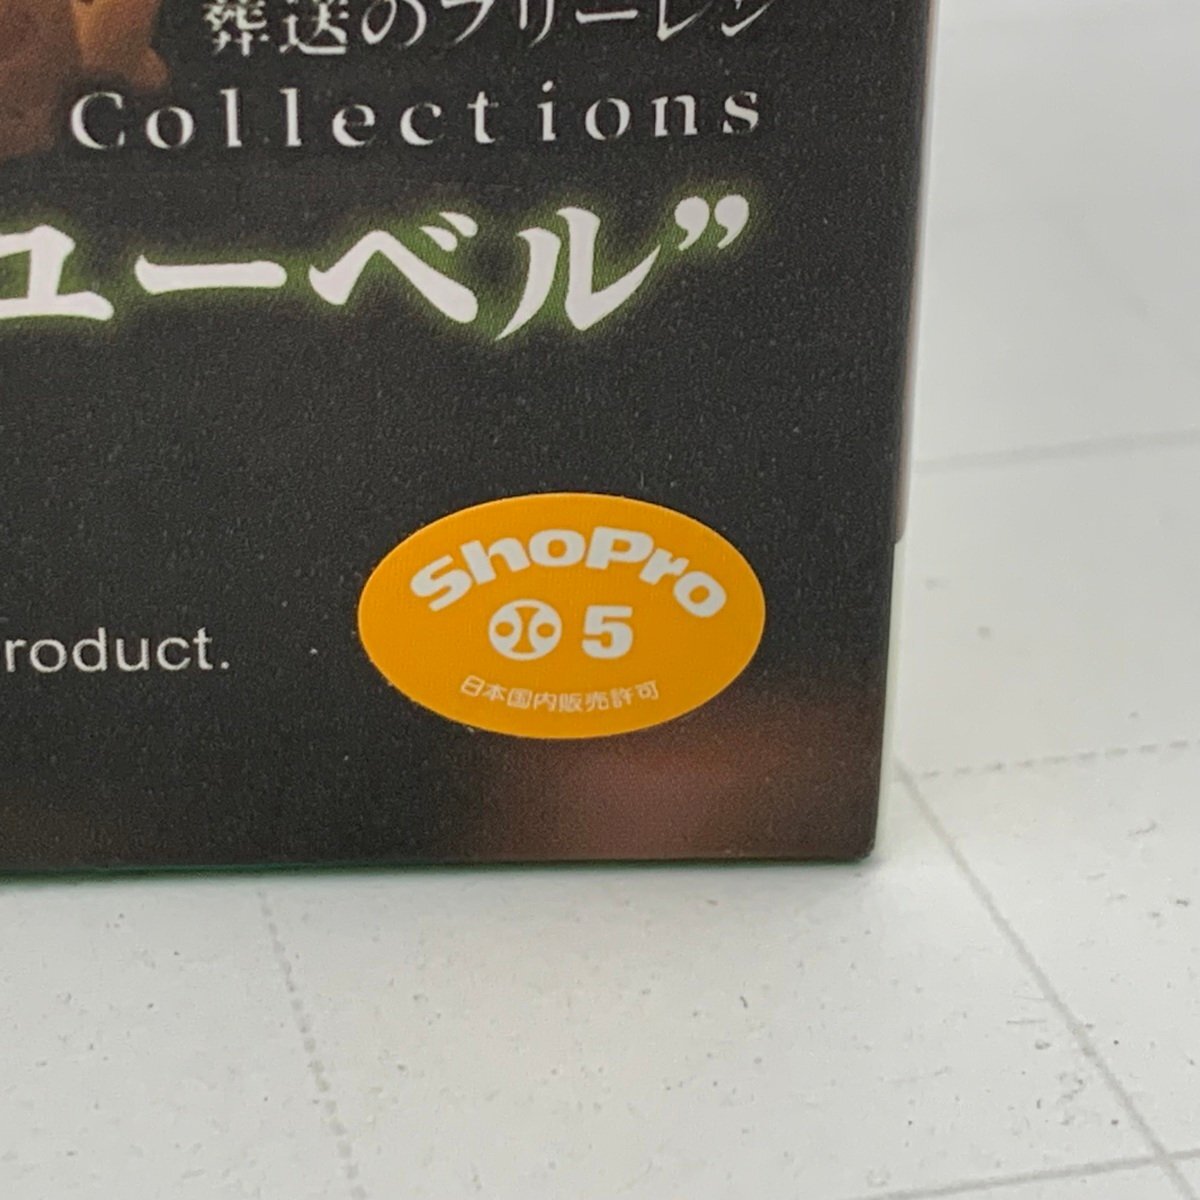 葬送のフリーレン
Collections
ユーベル”
roduct.
ShoPro
5
日本国内販売許可